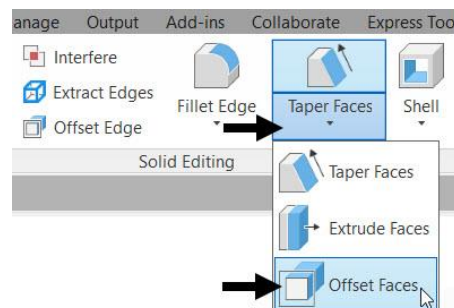 anage Output Add-ins Collaborate Express Too
Interfere
Extract Edges
Offset Edge
Fillet Edge
Taper Faces
Shell
Solid Editing
Taper Faces
Extrude Faces
Offset Faces